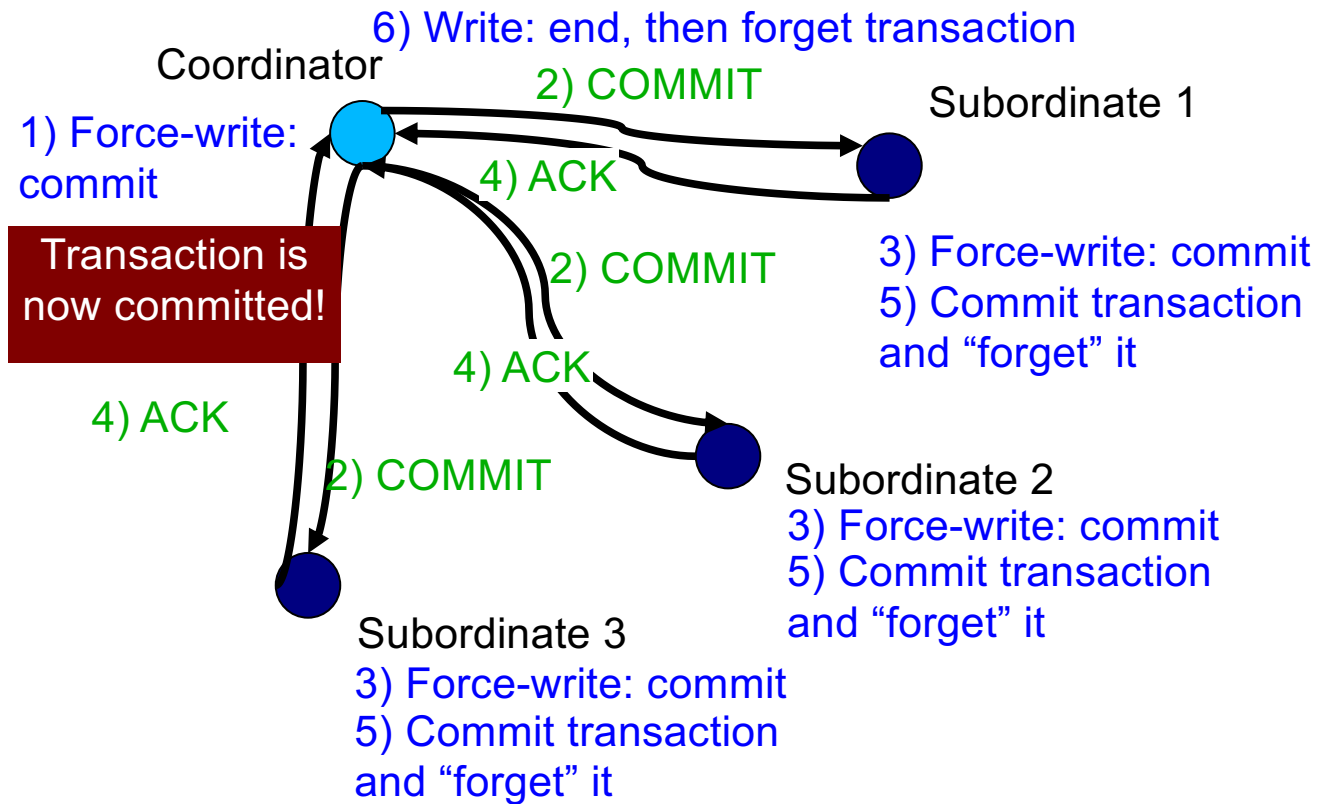 6) Write: end, then forget transaction
Coordinator
2) COMMIT
Subordinate 1
1) Force-write:
commit
4) ACK
Transaction is
now committed!
2) COMMIT
3) Force-write: commit
5) Commit transaction
and “forget” it
4) ACK
4) ACK
2) COMMIT
Subordinate 2
3) Force-write: commit
5) Commit transaction
and “forget” it
Subordinate 3
3) Force-write: commit
5) Commit transaction
and “forget” it